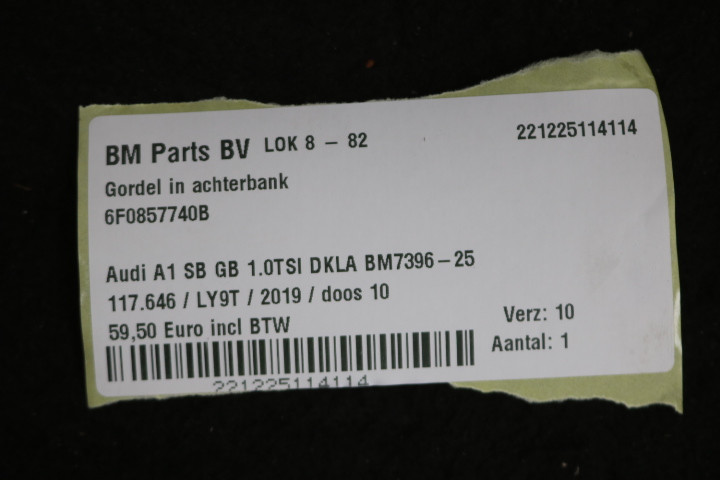 BM Parts BV LOK 8 - 82 221225114114
Gordel in achterbank
6F0857740B
Audi A1 SB GB 1.0TSI DKLA BM7396-25
117.646 / LY9T / 2019 / doos 10
59,50 Euro incl BTW
Verz: 10
Aantal: 1
221225114114